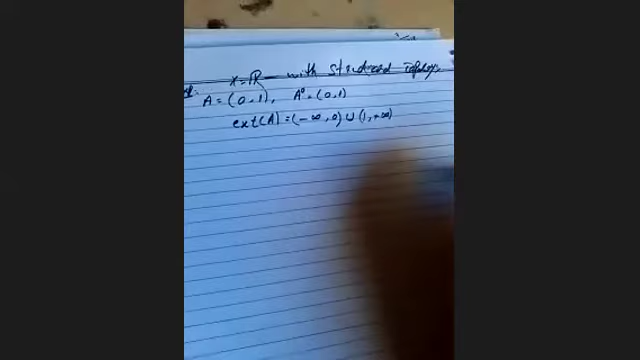 X = ℝ with standard topology
A = (0, 1), A° = (0, 1)
ext(A) = (-∞, 0) ∪ (1, +∞)